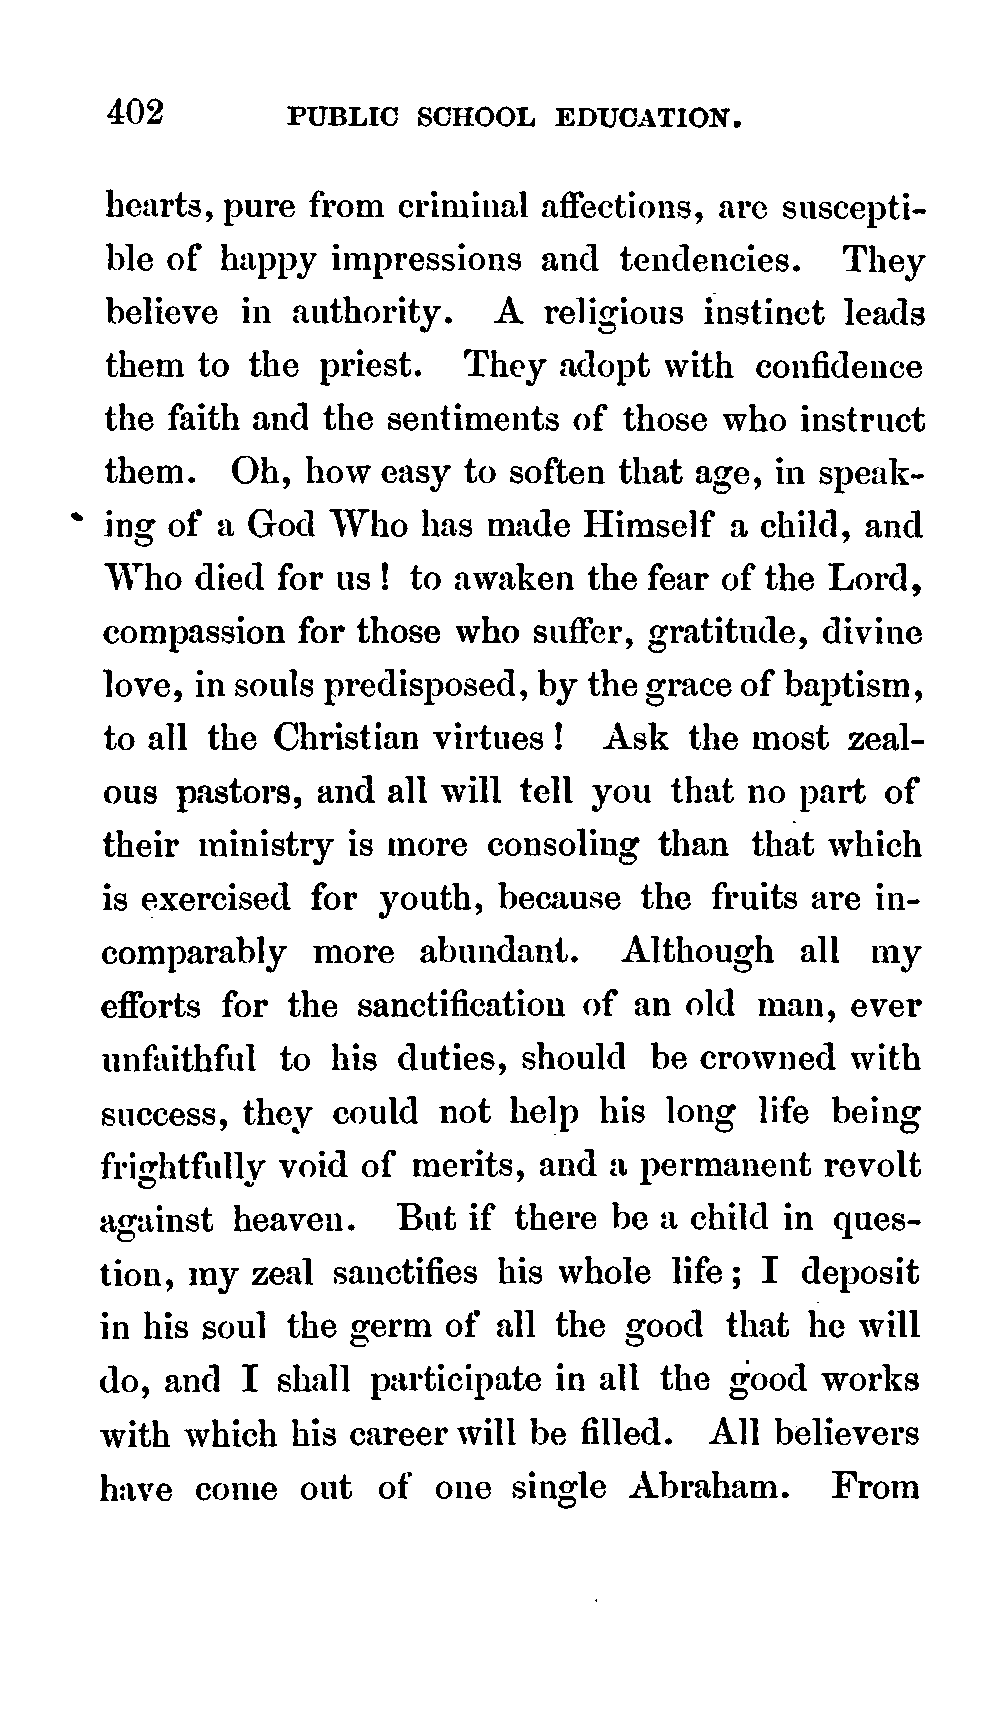 402 PUBLIC SCHOOL EDUCATION.
hearts, pure from criminal affections, are suscepti-
ble of happy impressions and tendencies. They
believe in authority. A religious instinct leads
them to the priest. They adopt with confidence
the faith and the sentiments of those who instruct
them. Oh, how easy to soften that age, in speak-
ing of a God Who has made Himself a child, and
Who died for us! to awaken the fear of the Lord,
compassion for those who suffer, gratitude, divine
love, in souls predisposed, by the grace of baptism,
to all the Christian virtues! Ask the most zeal-
ous pastors, and all will tell you that no part of
their ministry is more consoling than that which
is exercised for youth, because the fruits are in-
comparably more abundant. Although all my
efforts for the sanctification of an old man, ever
unfaithful to his duties, should be crowned with
success, they could not help his long life being
frightfully void of merits, and a permanent revolt
against heaven. But if there be a child in ques-
tion, my zeal sanctifies his whole life; I deposit
in his soul the germ of all the good that he will
do, and I shall participate in all the good works
with which his career will be filled. All believers
have come out of one single Abraham. From